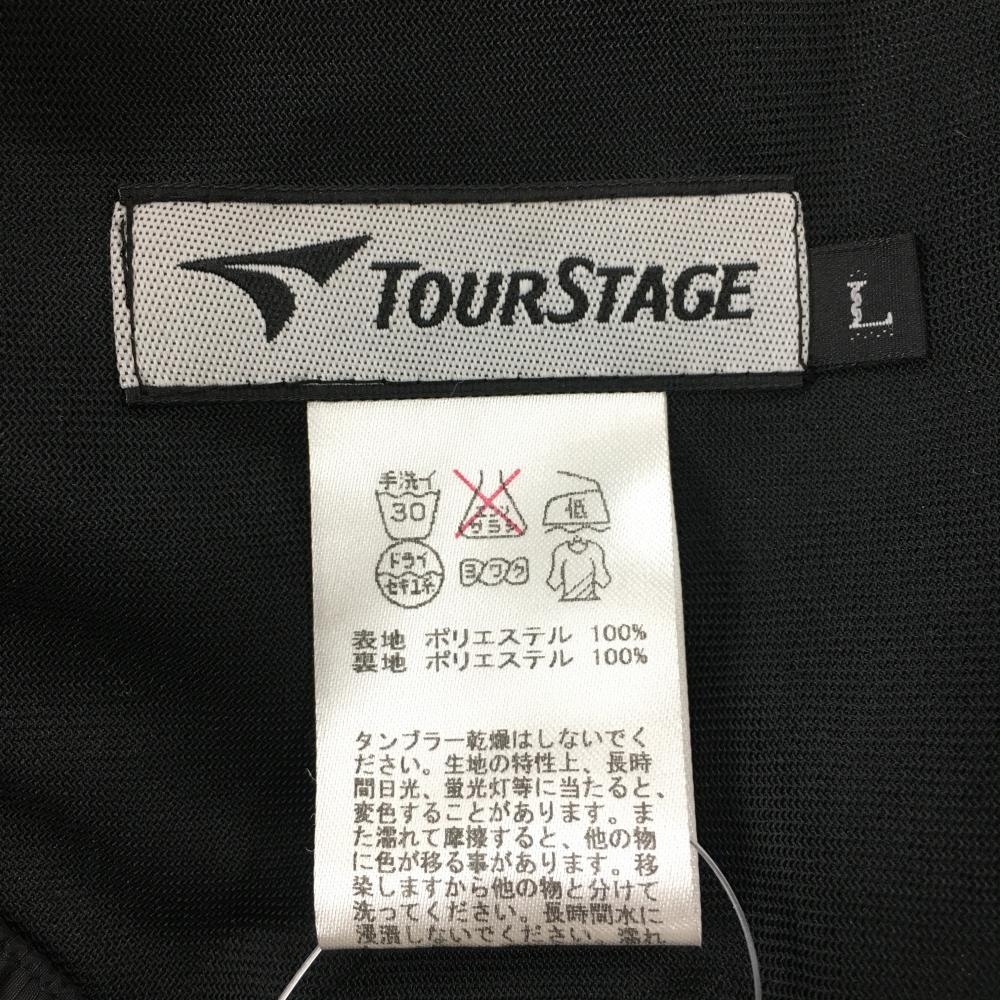 TOURSTAGE
L
手洗イ
30
エンソ
サラシ
低
ドライ
セキユ系
ヨワク
表地 ポリエステル 100%
裏地 ポリエステル 100%
タンブラー乾燥はしないでく
ださい。生地の特性上、長時
間日光、蛍光灯等に当たると、
変色することがあります。ま
た濡れて摩擦すると、他の物
に色が移る事があります。移
染しますから他の物と分けて
洗ってください。長時間水に
浸漬しないでください。濡れ